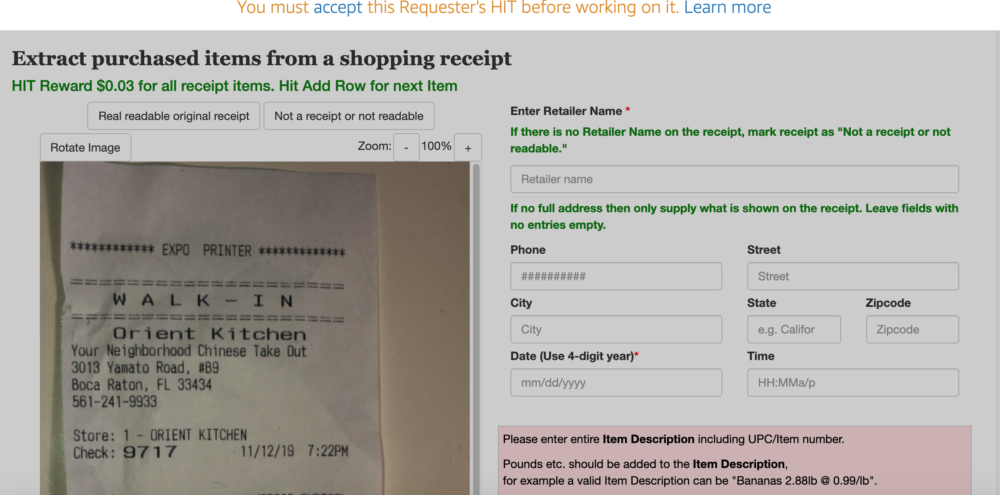 You must accept this Requester's HIT before working on it. Learn more
Extract purchased items from a shopping receipt
HIT Reward $0.03 for all receipt items. Hit Add Row for next Item
Real readable original receipt
Not a receipt or not readable
Rotate Image
Zoom: - 100% +
************ EXPO PRINTER *************
====================
W A L K - I N
====================
Orient Kitchen
Your Neighborhood Chinese Take Out
3013 Yamato Road, #B9
Boca Raton, FL 33434
561-241-9933
Store: 1 - ORIENT KITCHEN
Check: 9717 11/12/19 7:22PM
Enter Retailer Name *
If there is no Retailer Name on the receipt, mark receipt as "Not a receipt or not
readable."
Retailer name
If no full address then only supply what is shown on the receipt. Leave fields with
no entries empty.
Phone
##########
Street
Street
City
City
State
e.g. Califor
Zipcode
Zipcode
Date (Use 4-digit year)*
mm/dd/yyyy
Time
HH:MMa/p
Please enter entire Item Description including UPC/Item number.
Pounds etc. should be added to the Item Description,
for example a valid Item Description can be "Bananas 2.88lb @ 0.99/lb".